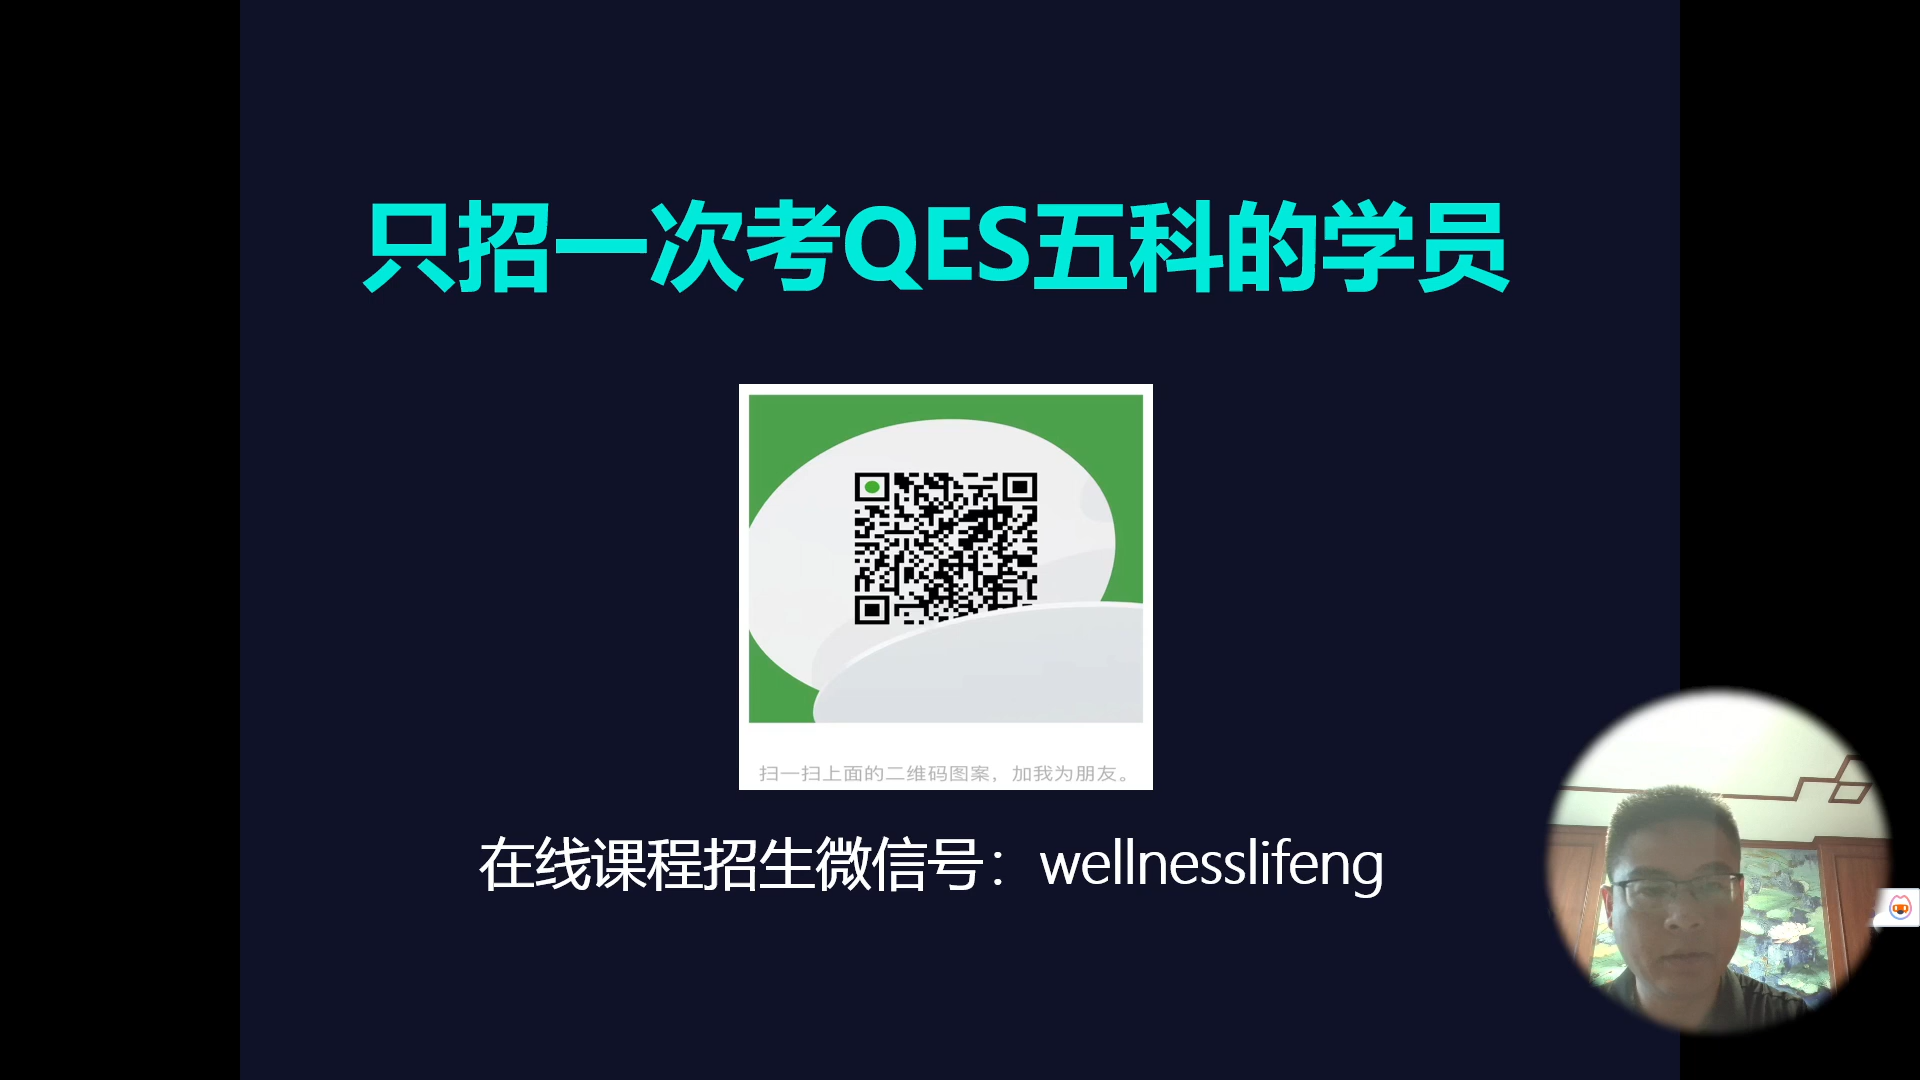 只招一次考QES五科的学员
扫一扫上面的二维码图案，加我为朋友。
在线课程招生微信号：wellnesslifeng